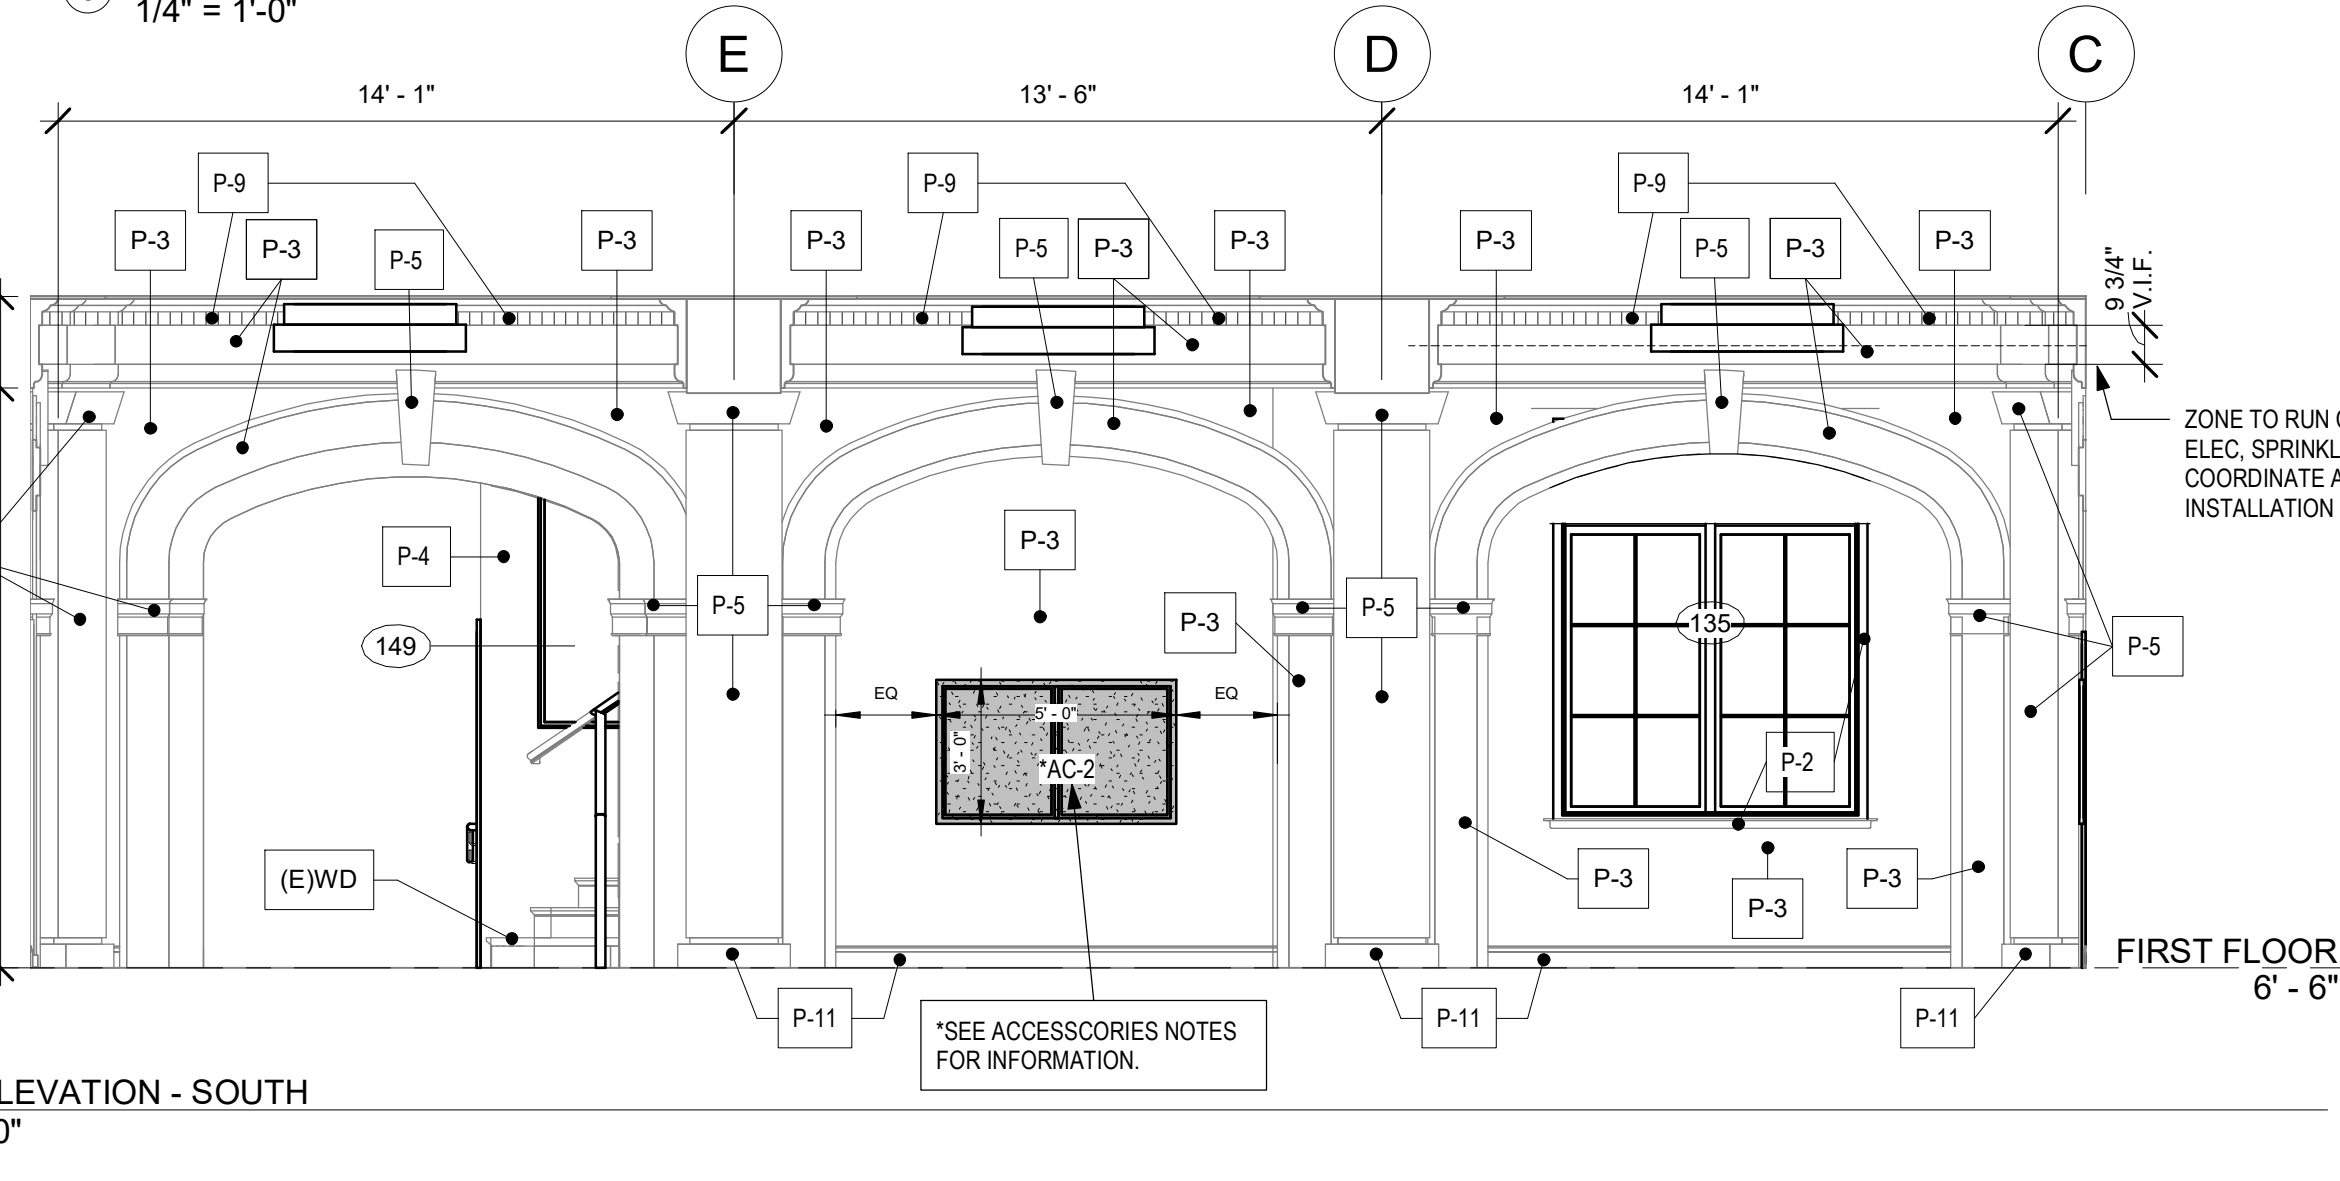 1/4" = 1'-0"
E
D
C
14' - 1"
13' - 6"
14' - 1"
P-9
P-9
P-9
P-3
P-3
P-5
P-3
P-3
P-5
P-3
P-3
P-3
P-5
P-3
P-3
9 3/4"
V.I.F.
ZONE TO RUN
ELEC,
COORDINATE
INSTALLATION
P-4
P-3
149
P-5
P-3
P-5
135
P-5
EQ
5' - 0"
EQ
3' - 0"
*AC-2
P-2
(E)WD
P-3
P-3
P-3
FIRST FLOOR
6' - 6"
P-11
*SEE ACCESSCORIES NOTES
FOR INFORMATION.
P-11
P-11
LEVATION - SOUTH
0"